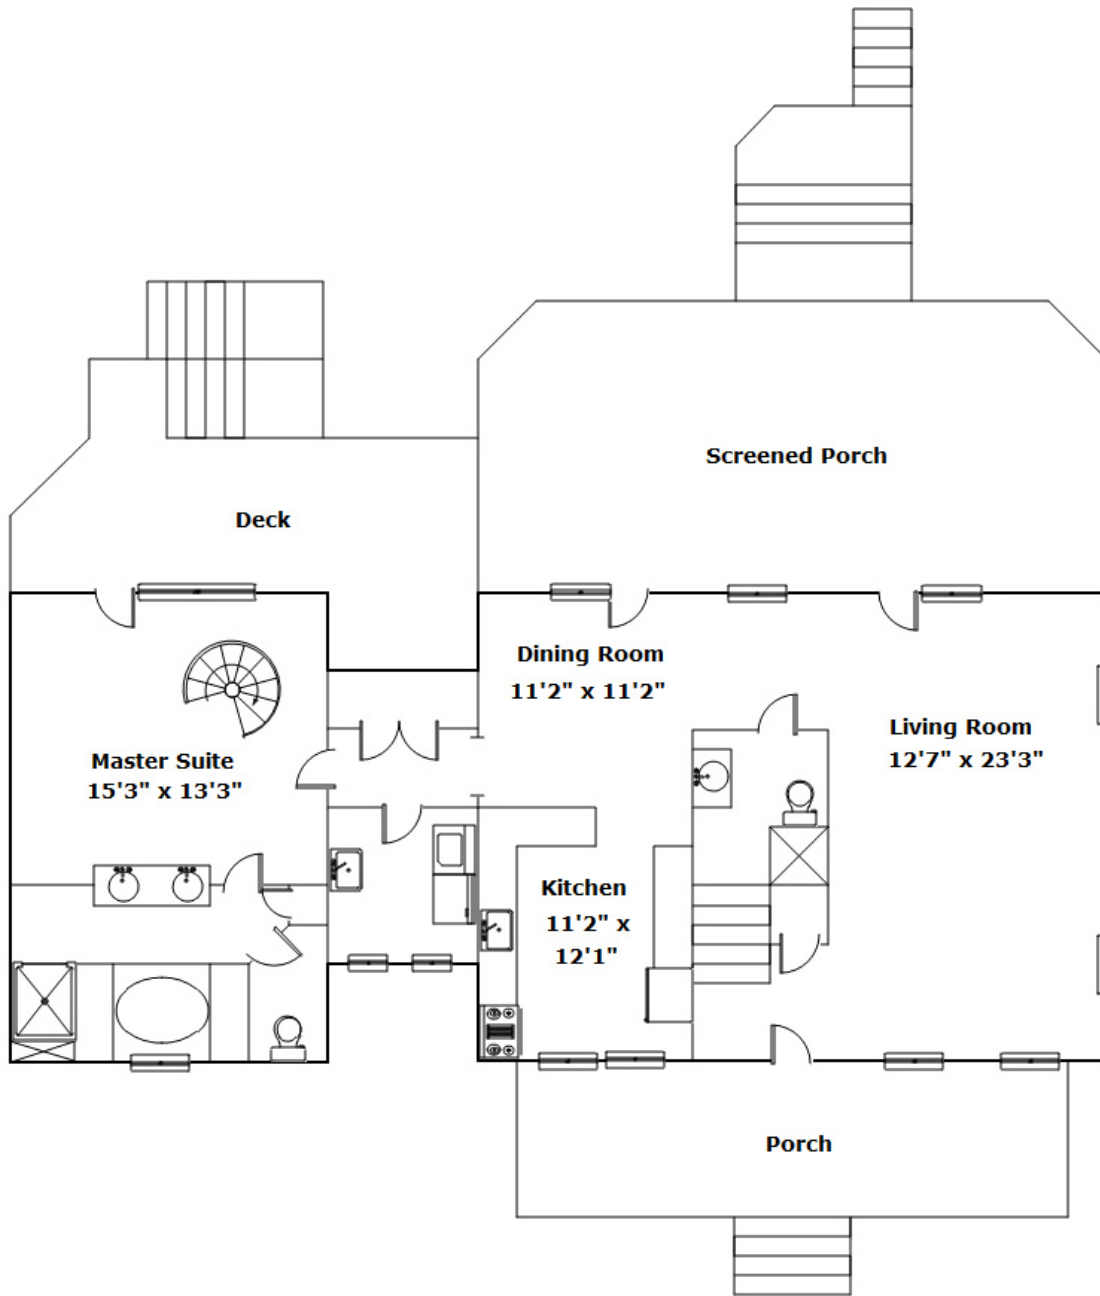 Screened Porch
Deck
Dining Room
11'2" x 11'2"
Living Room
12'7" x 23'3"
Master Suite
15'3" x 13'3"
Kitchen
11'2" x
12'1"
Porch